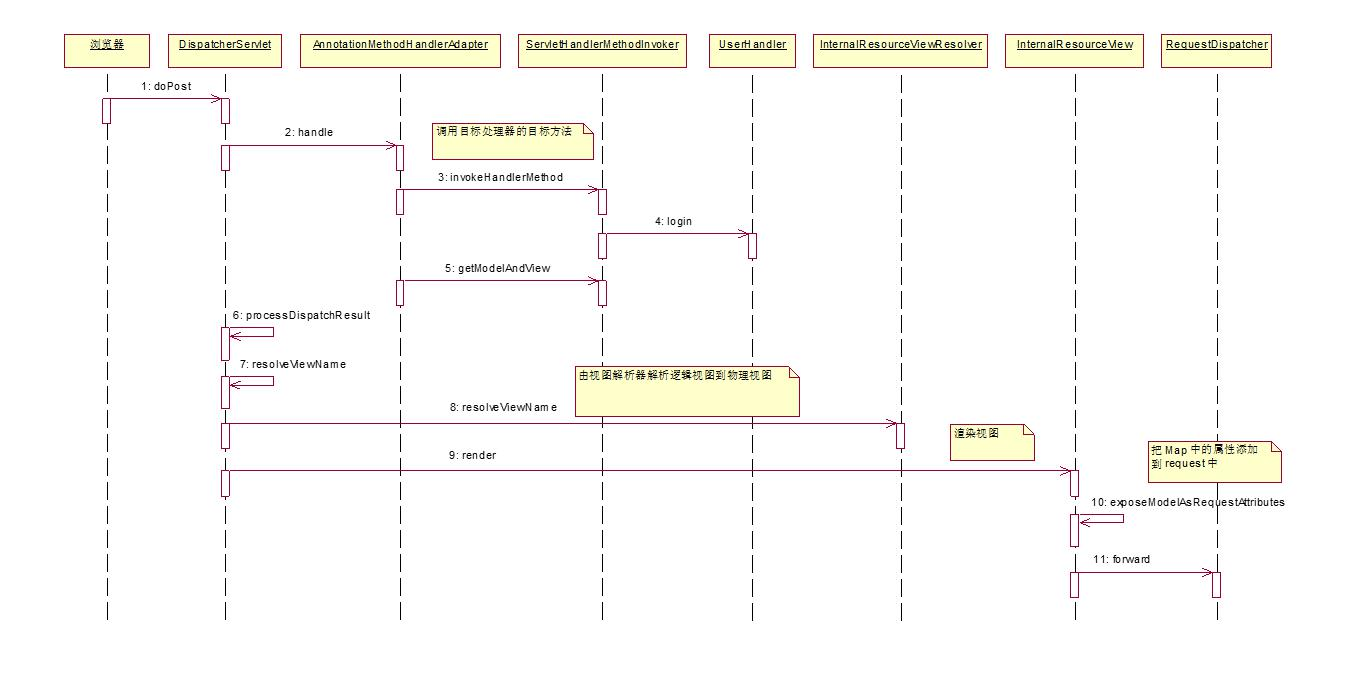 浏览器
DispatcherServlet
AnnotationMethodHandlerAdapter
ServletHandlerMethodInvoker
UserHandler
InternalResourceViewResolver
InternalResourceView
RequestDispatcher
1: doPost
2: handle
调用目标处理器的目标方法
3: invokeHandlerMethod
4: login
5: getModelAndView
6: processDispatchResult
7: resolveViewName
由视图解析器解析逻辑视图到物理视图
8: resolveViewName
渲染视图
9: render
把 Map 中的属性添加
到 request 中
10: exposeModelAsRequestAttributes
11: forward